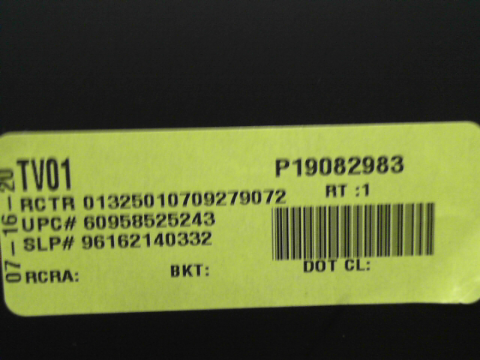 TV01
P19082983
RCTR 01325010709279072
RT :1
UPC# 60958525243
SLP# 96162140332
RCRA:
BKT:
DOT CL:
07-16-20